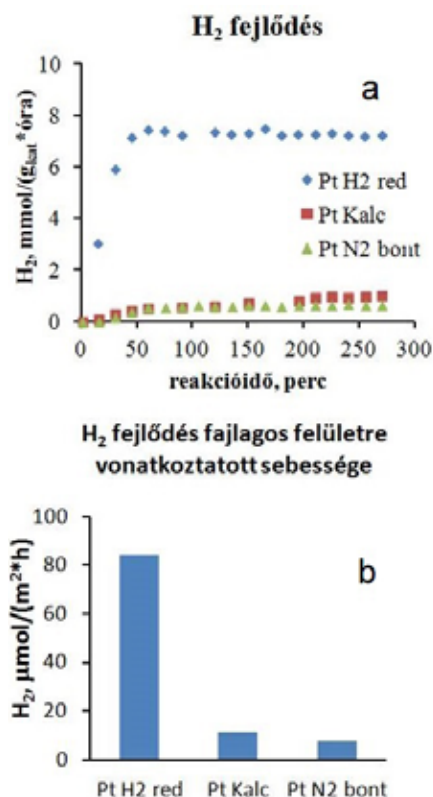 H₂ fejlődés
a
H₂, mmol/(g_kat*óra)
10
8
6
4
2
0
Pt H2 red
Pt Kalc
Pt N2 bont
0 50 100 150 200 250 300
reakcióidő, perc
H₂ fejlődés fajlagos felületre
vonatkoztatott sebessége
b
H₂, µmol/(m²*h)
100
80
60
40
20
0
Pt H2 red Pt Kalc Pt N2 bont